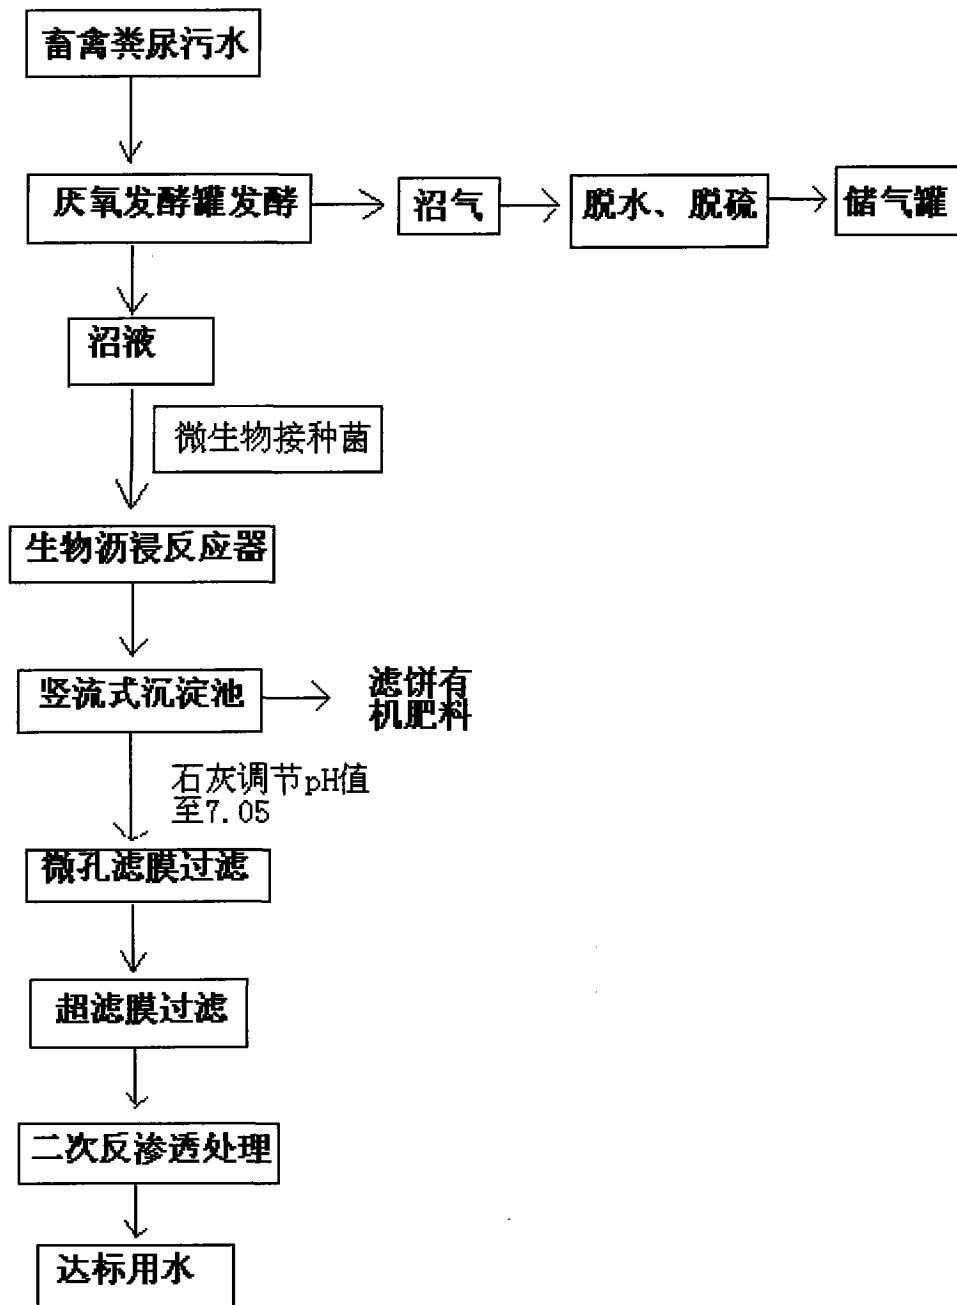 畜禽粪尿污水
厌氧发酵罐发酵
沼气
脱水、脱硫
储气罐
沼液
微生物接种菌
生物沥浸反应器
竖流式沉淀池
滤饼有
机肥料
石灰调节pH值
至7.05
微孔滤膜过滤
超滤膜过滤
二次反渗透处理
达标用水